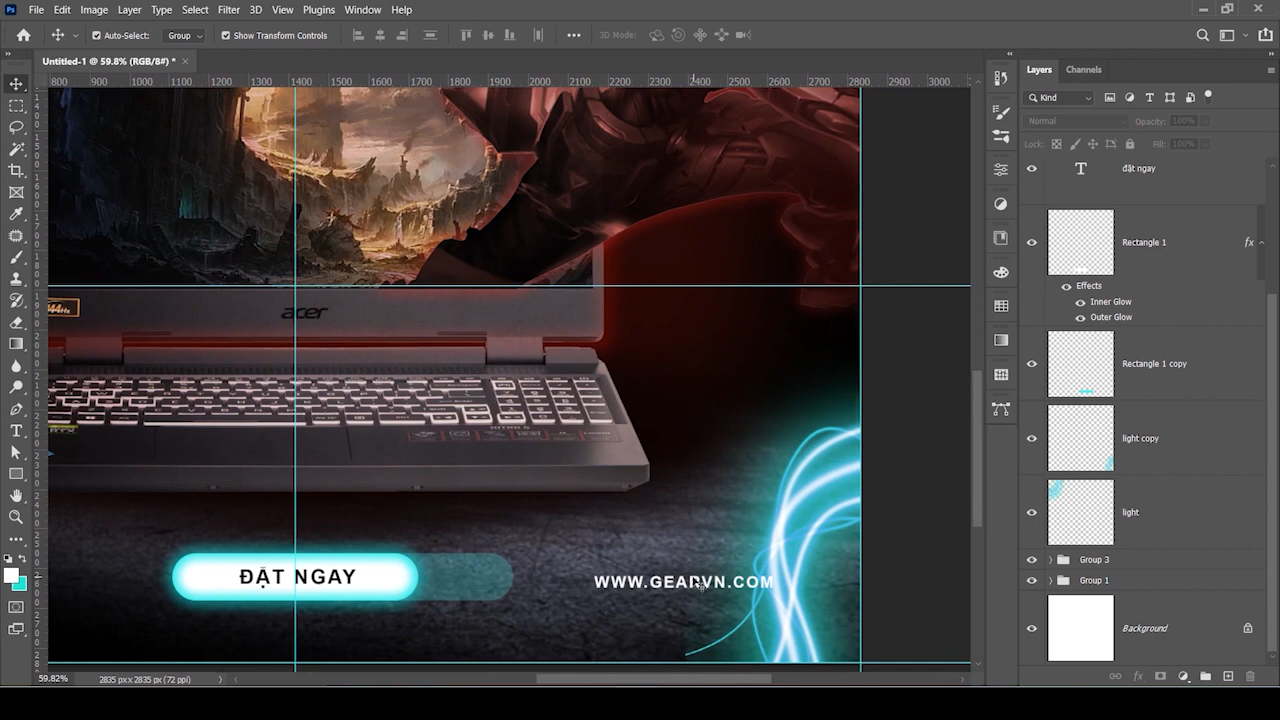 Ps File Edit Image Layer Type Select Filter 3D View Plugins Window Help
Auto-Select: Group Show Transform Controls 3D Mode:
Untitled-1 @ 59.8% (RGB/8#) *
800 900 1000 1100 1200 1300 1400 1500 1600 1700 1800 1900 2000 2100 2200 2300 2400 2500 2600 2700 2800 2900 3000
Layers Channels
Kind
Normal Opacity: 100%
Lock: Fill: 100%
T đặt ngay
Rectangle 1 fx
Effects
Inner Glow
Outer Glow
Rectangle 1 copy
light copy
light
Group 3
Group 1
Background
acer
ĐẶT NGAY
WWW.GEARVN.COM
59.82% 2835 px x 2835 px (72 ppi)